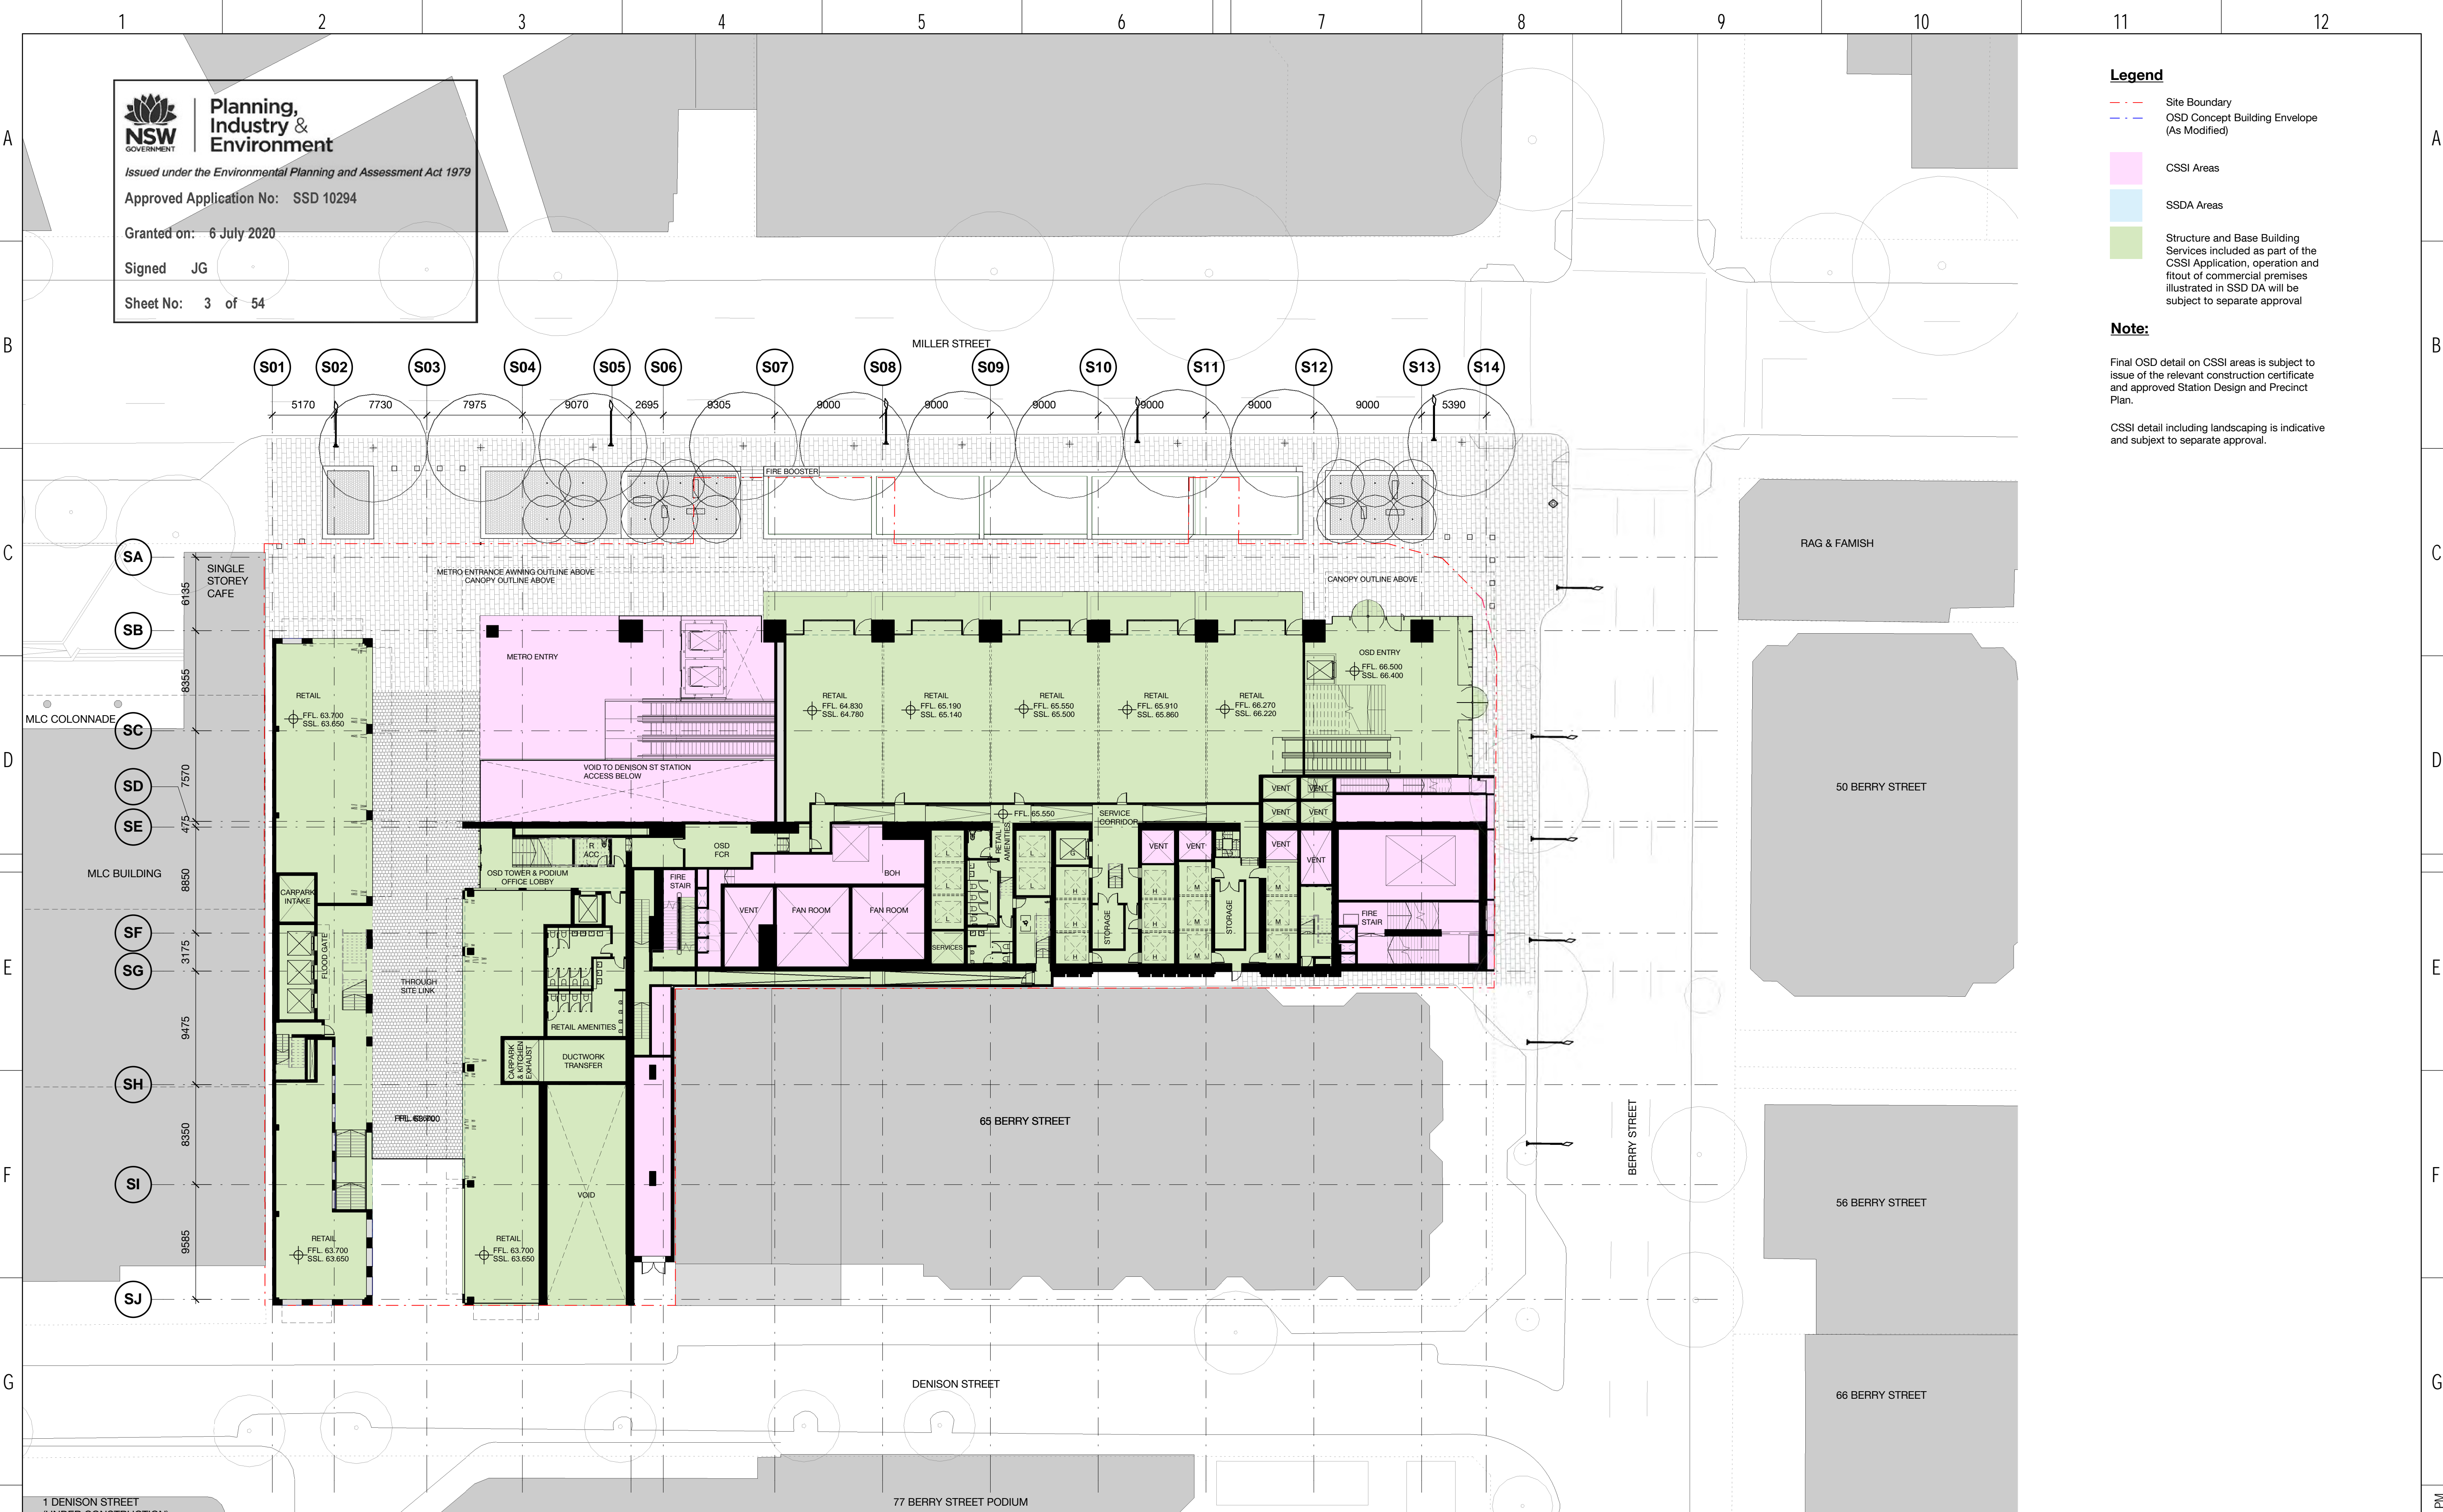 1 2 3 4 5 6 7 8 9 10 11 12
A A
B B
C C
D D
E E
F F
G G
NSW
GOVERNMENT
Planning,
Industry &
Environment
Issued under the Environmental Planning and Assessment Act 1979
Approved Application No: SSD 10294
Granted on: 6 July 2020
Signed JG
Sheet No: 3 of 54
Legend
Site Boundary
OSD Concept Building Envelope
(As Modified)
CSSI Areas
SSDA Areas
Structure and Base Building
Services included as part of the
CSSI Application, operation and
fitout of commercial premises
illustrated in SSD DA will be
subject to separate approval
Note:
Final OSD detail on CSSI areas is subject to
issue of the relevant construction certificate
and approved Station Design and Precinct
Plan.
CSSI detail including landscaping is indicative
and subjext to separate approval.
MILLER STREET
S01 S02 S03 S04 S05 S06 S07 S08 S09 S10 S11 S12 S13 S14
5170 7730 7975 9070 2695 9305 9000 9000 9000 9000 9000 9000 5390
FIRE BOOSTER
SA
SB
SC
SD
SE
SF
SG
SH
SI
SJ
6135
8355
7570
475
8850
3175
9475
8350
9585
SINGLE
STOREY
CAFE
METRO ENTRANCE AWNING OUTLINE ABOVE
CANOPY OUTLINE ABOVE
CANOPY OUTLINE ABOVE
RAG & FAMISH
METRO ENTRY
OSD ENTRY
FFL. 66.500
SSL. 66.400
MLC COLONNADE
RETAIL
FFL. 63.700
SSL. 63.650
RETAIL
FFL. 64.830
SSL. 64.780
RETAIL
FFL. 65.190
SSL. 65.140
RETAIL
FFL. 65.550
SSL. 65.500
RETAIL
FFL. 65.910
SSL. 65.860
RETAIL
FFL. 66.270
SSL. 66.220
VOID TO DENISON ST STATION
ACCESS BELOW
VENT VENT
VENT VENT
50 BERRY STREET
FFL. 65.550
SERVICE
CORRIDOR
RETAIL
AMENITIES
R
ACC
OSD
FCR
VENT VENT VENT
VENT
MLC BUILDING
OSD TOWER & PODIUM
OFFICE LOBBY
FIRE
STAIR
BOH
G
L L
L L
L
H H M M
H H M M
H H M M
CARPARK
INTAKE
VENT
FAN ROOM
FAN ROOM
STORAGE
STORAGE
FIRE
STAIR
SERVICES
FLOOD GATE
THROUGH
SITE LINK
RETAIL AMENITIES
CARPARK
& KITCHEN
EXHAUST
DUCTWORK
TRANSFER
65 BERRY STREET
BERRY STREET
56 BERRY STREET
VOID
RETAIL
FFL. 63.700
SSL. 63.650
RETAIL
FFL. 63.700
SSL. 63.650
DENISON STREET
66 BERRY STREET
1 DENISON STREET
77 BERRY STREET PODIUM
PM